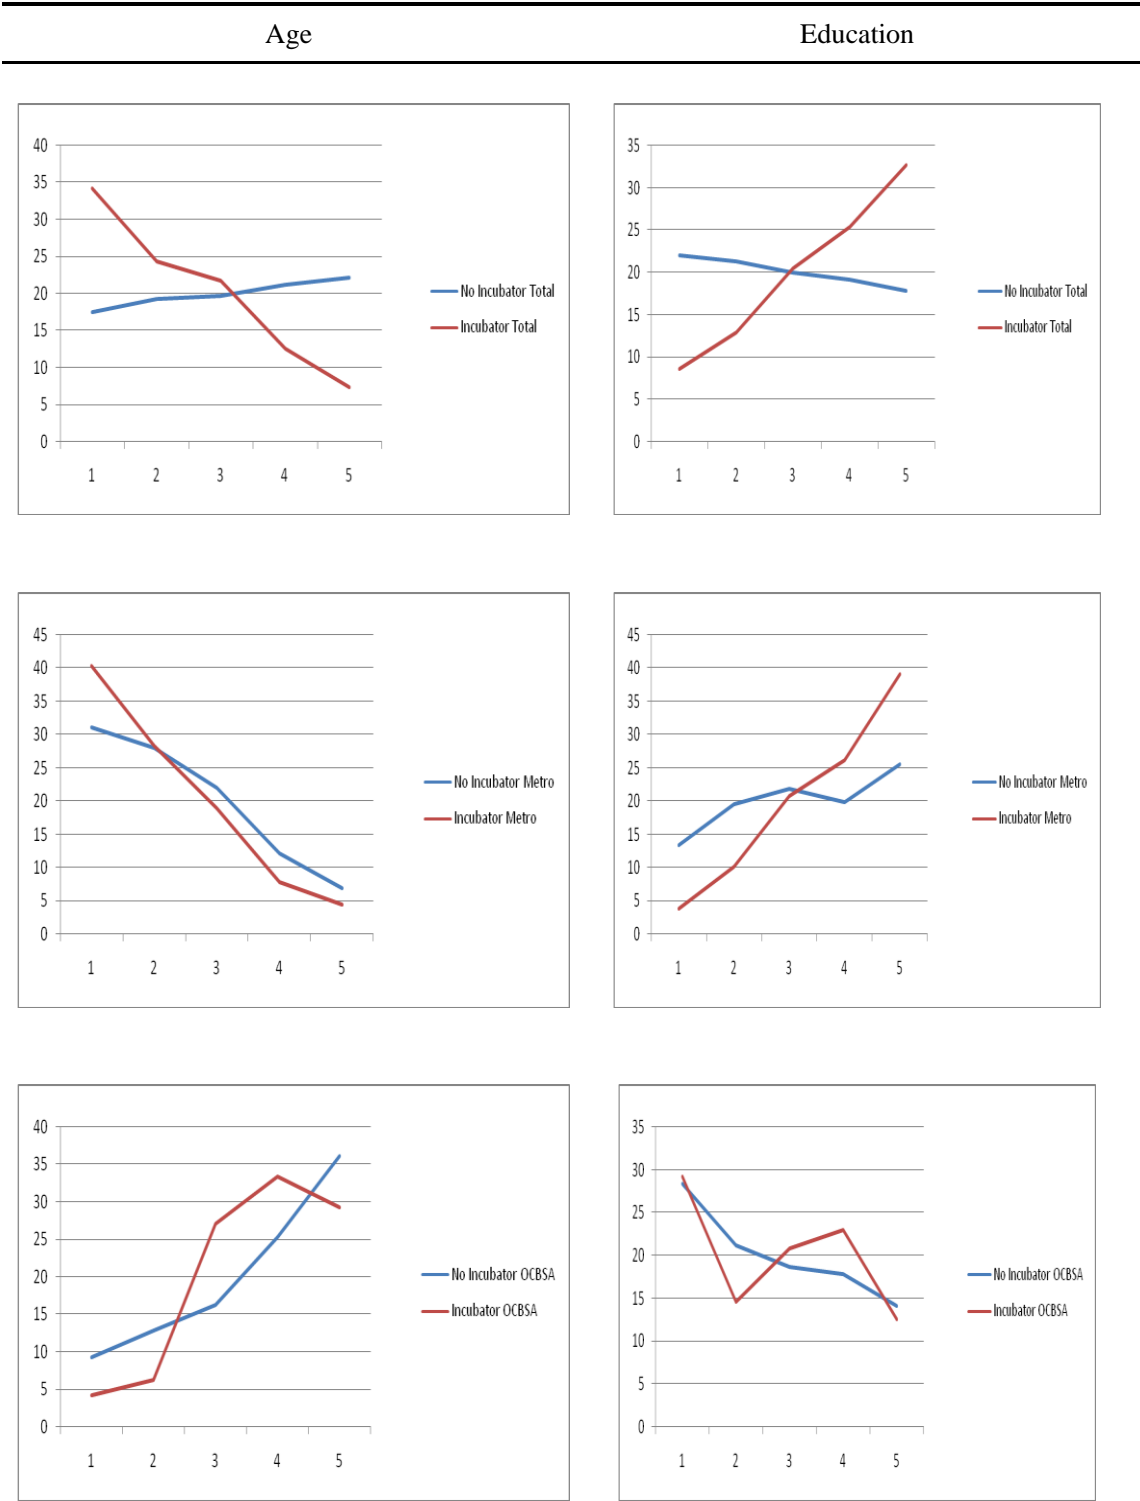 Age Education
40
35
30
25
20
15
10
5
0
1 2 3 4 5
No Incubator Total
Incubator Total
35
30
25
20
15
10
5
0
1 2 3 4 5
No Incubator Total
Incubator Total
45
40
35
30
25
20
15
10
5
0
1 2 3 4 5
No Incubator Metro
Incubator Metro
45
40
35
30
25
20
15
10
5
0
1 2 3 4 5
No Incubator Metro
Incubator Metro
40
35
30
25
20
15
10
5
0
1 2 3 4 5
No Incubator OCBSA
Incubator OCBSA
35
30
25
20
15
10
5
0
1 2 3 4 5
No Incubator OCBSA
Incubator OCBSA